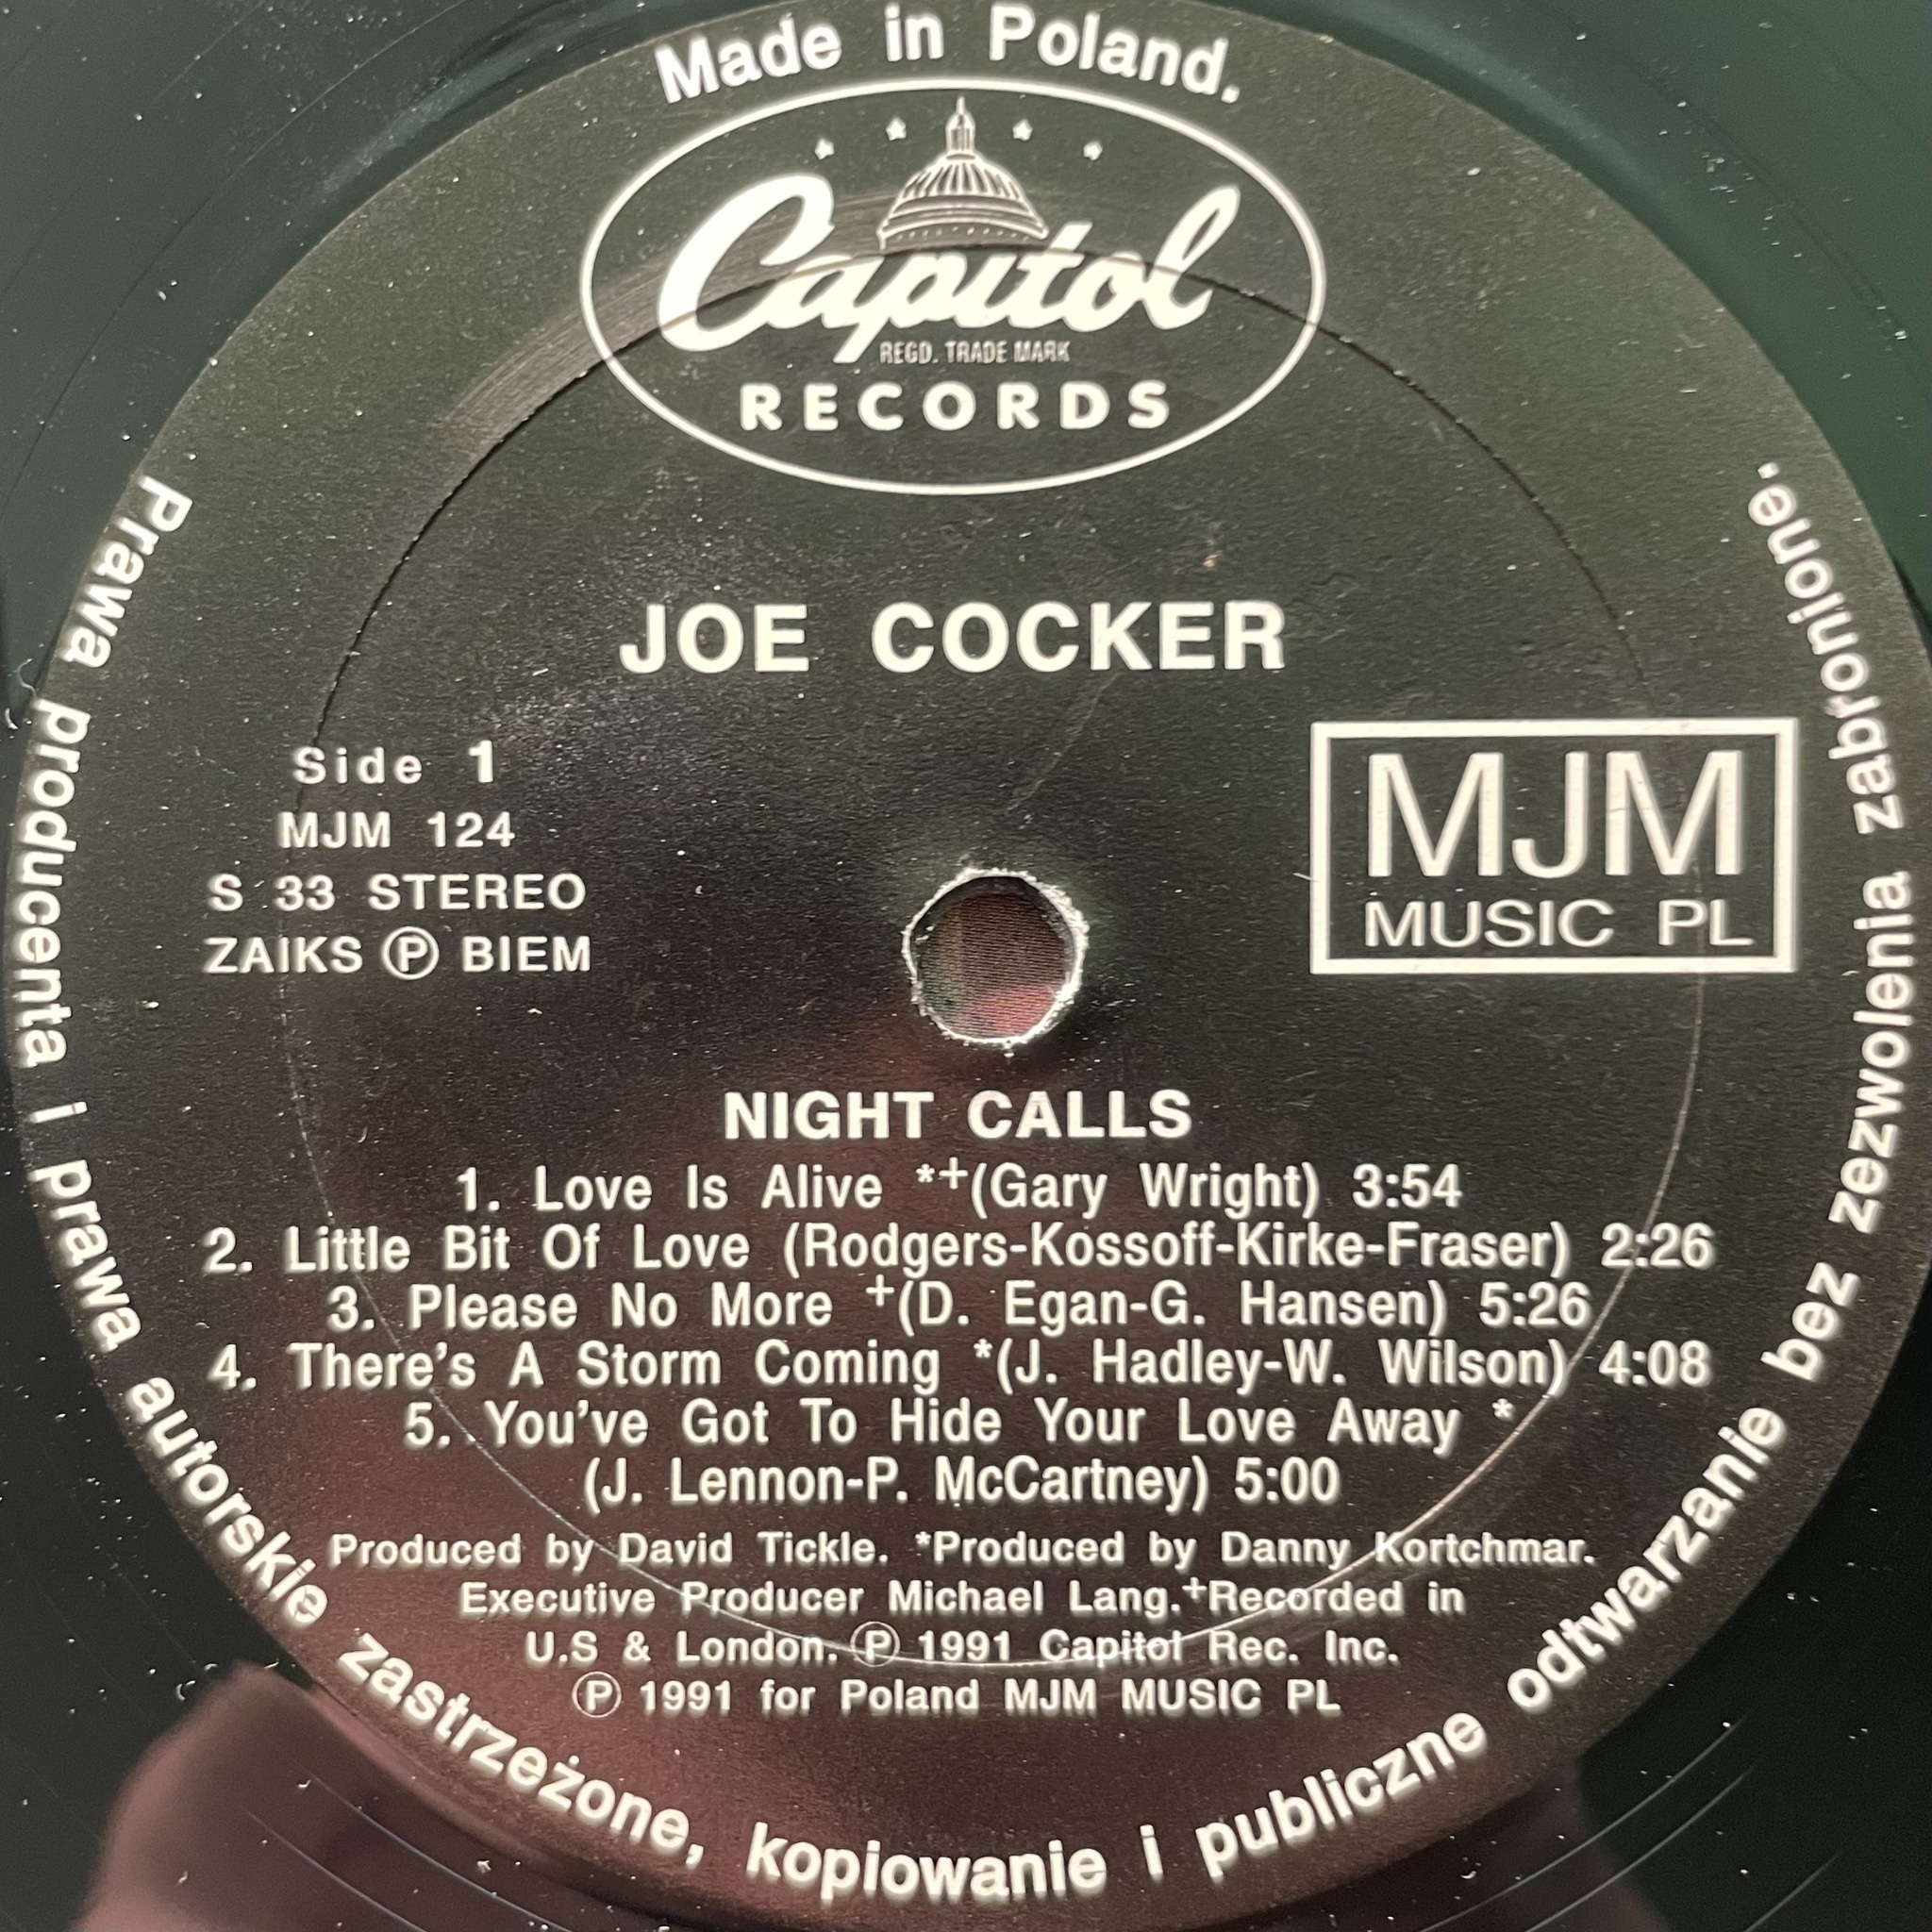 Made in Poland.
Capitol
REGD. TRADE MARK
RECORDS
JOE COCKER
Side 1
MJM 124
S 33 STEREO
ZAIKS Ⓟ BIEM
MJM
MUSIC PL
NIGHT CALLS
1. Love Is Alive *+(Gary Wright) 3:54
2. Little Bit Of Love (Rodgers-Kossoff-Kirke-Fraser) 2:26
3. Please No More +(D. Egan-G. Hansen) 5:26
4. There's A Storm Coming *(J. Hadley-W. Wilson) 4:08
5. You've Got To Hide Your Love Away *
(J. Lennon-P. McCartney) 5:00
Produced by David Tickle. *Produced by Danny Kortchmar.
Executive Producer Michael Lang.+Recorded in
U.S & London. Ⓟ 1991 Capitol Rec. Inc.
Ⓟ 1991 for Poland MJM MUSIC PL
Prawa producenta i prawa autorskie zastrzeżone, kopiowanie i publiczne odtwarzanie bez zezwolenia zabronione.